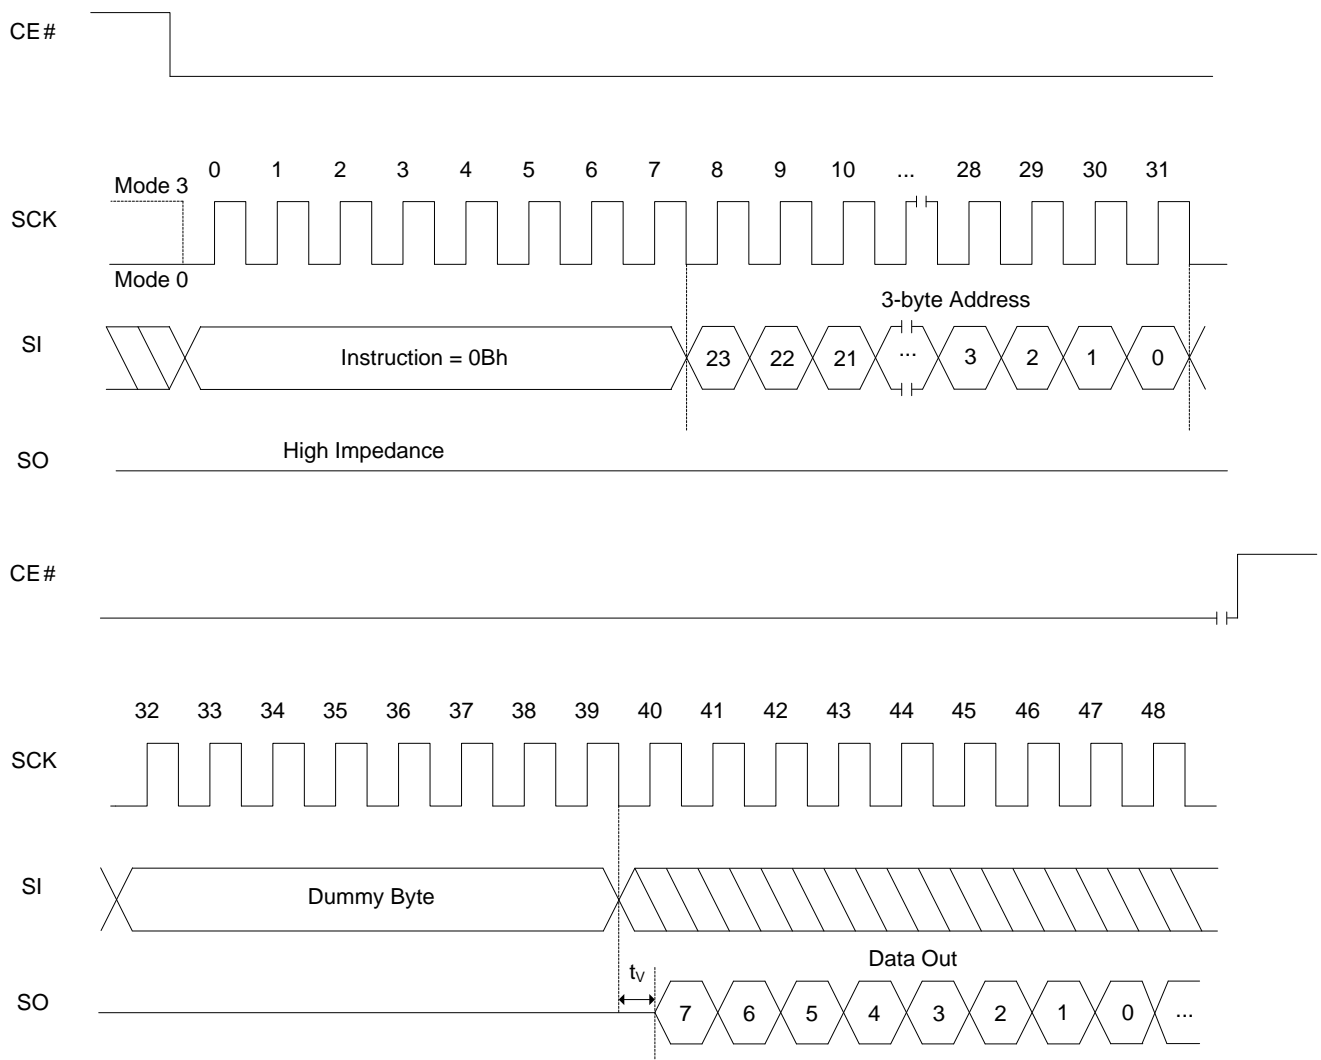 CE#
0 1 2 3 4 5 6 7 8 9 10 ... 28 29 30 31
Mode 3
SCK
Mode 0
3-byte Address
SI
Instruction = 0Bh
23 22 21 ... 3 2 1 0
High Impedance
SO
CE#
32 33 34 35 36 37 38 39 40 41 42 43 44 45 46 47 48
SCK
SI
Dummy Byte
Data Out
tV
SO
7 6 5 4 3 2 1 0 ...